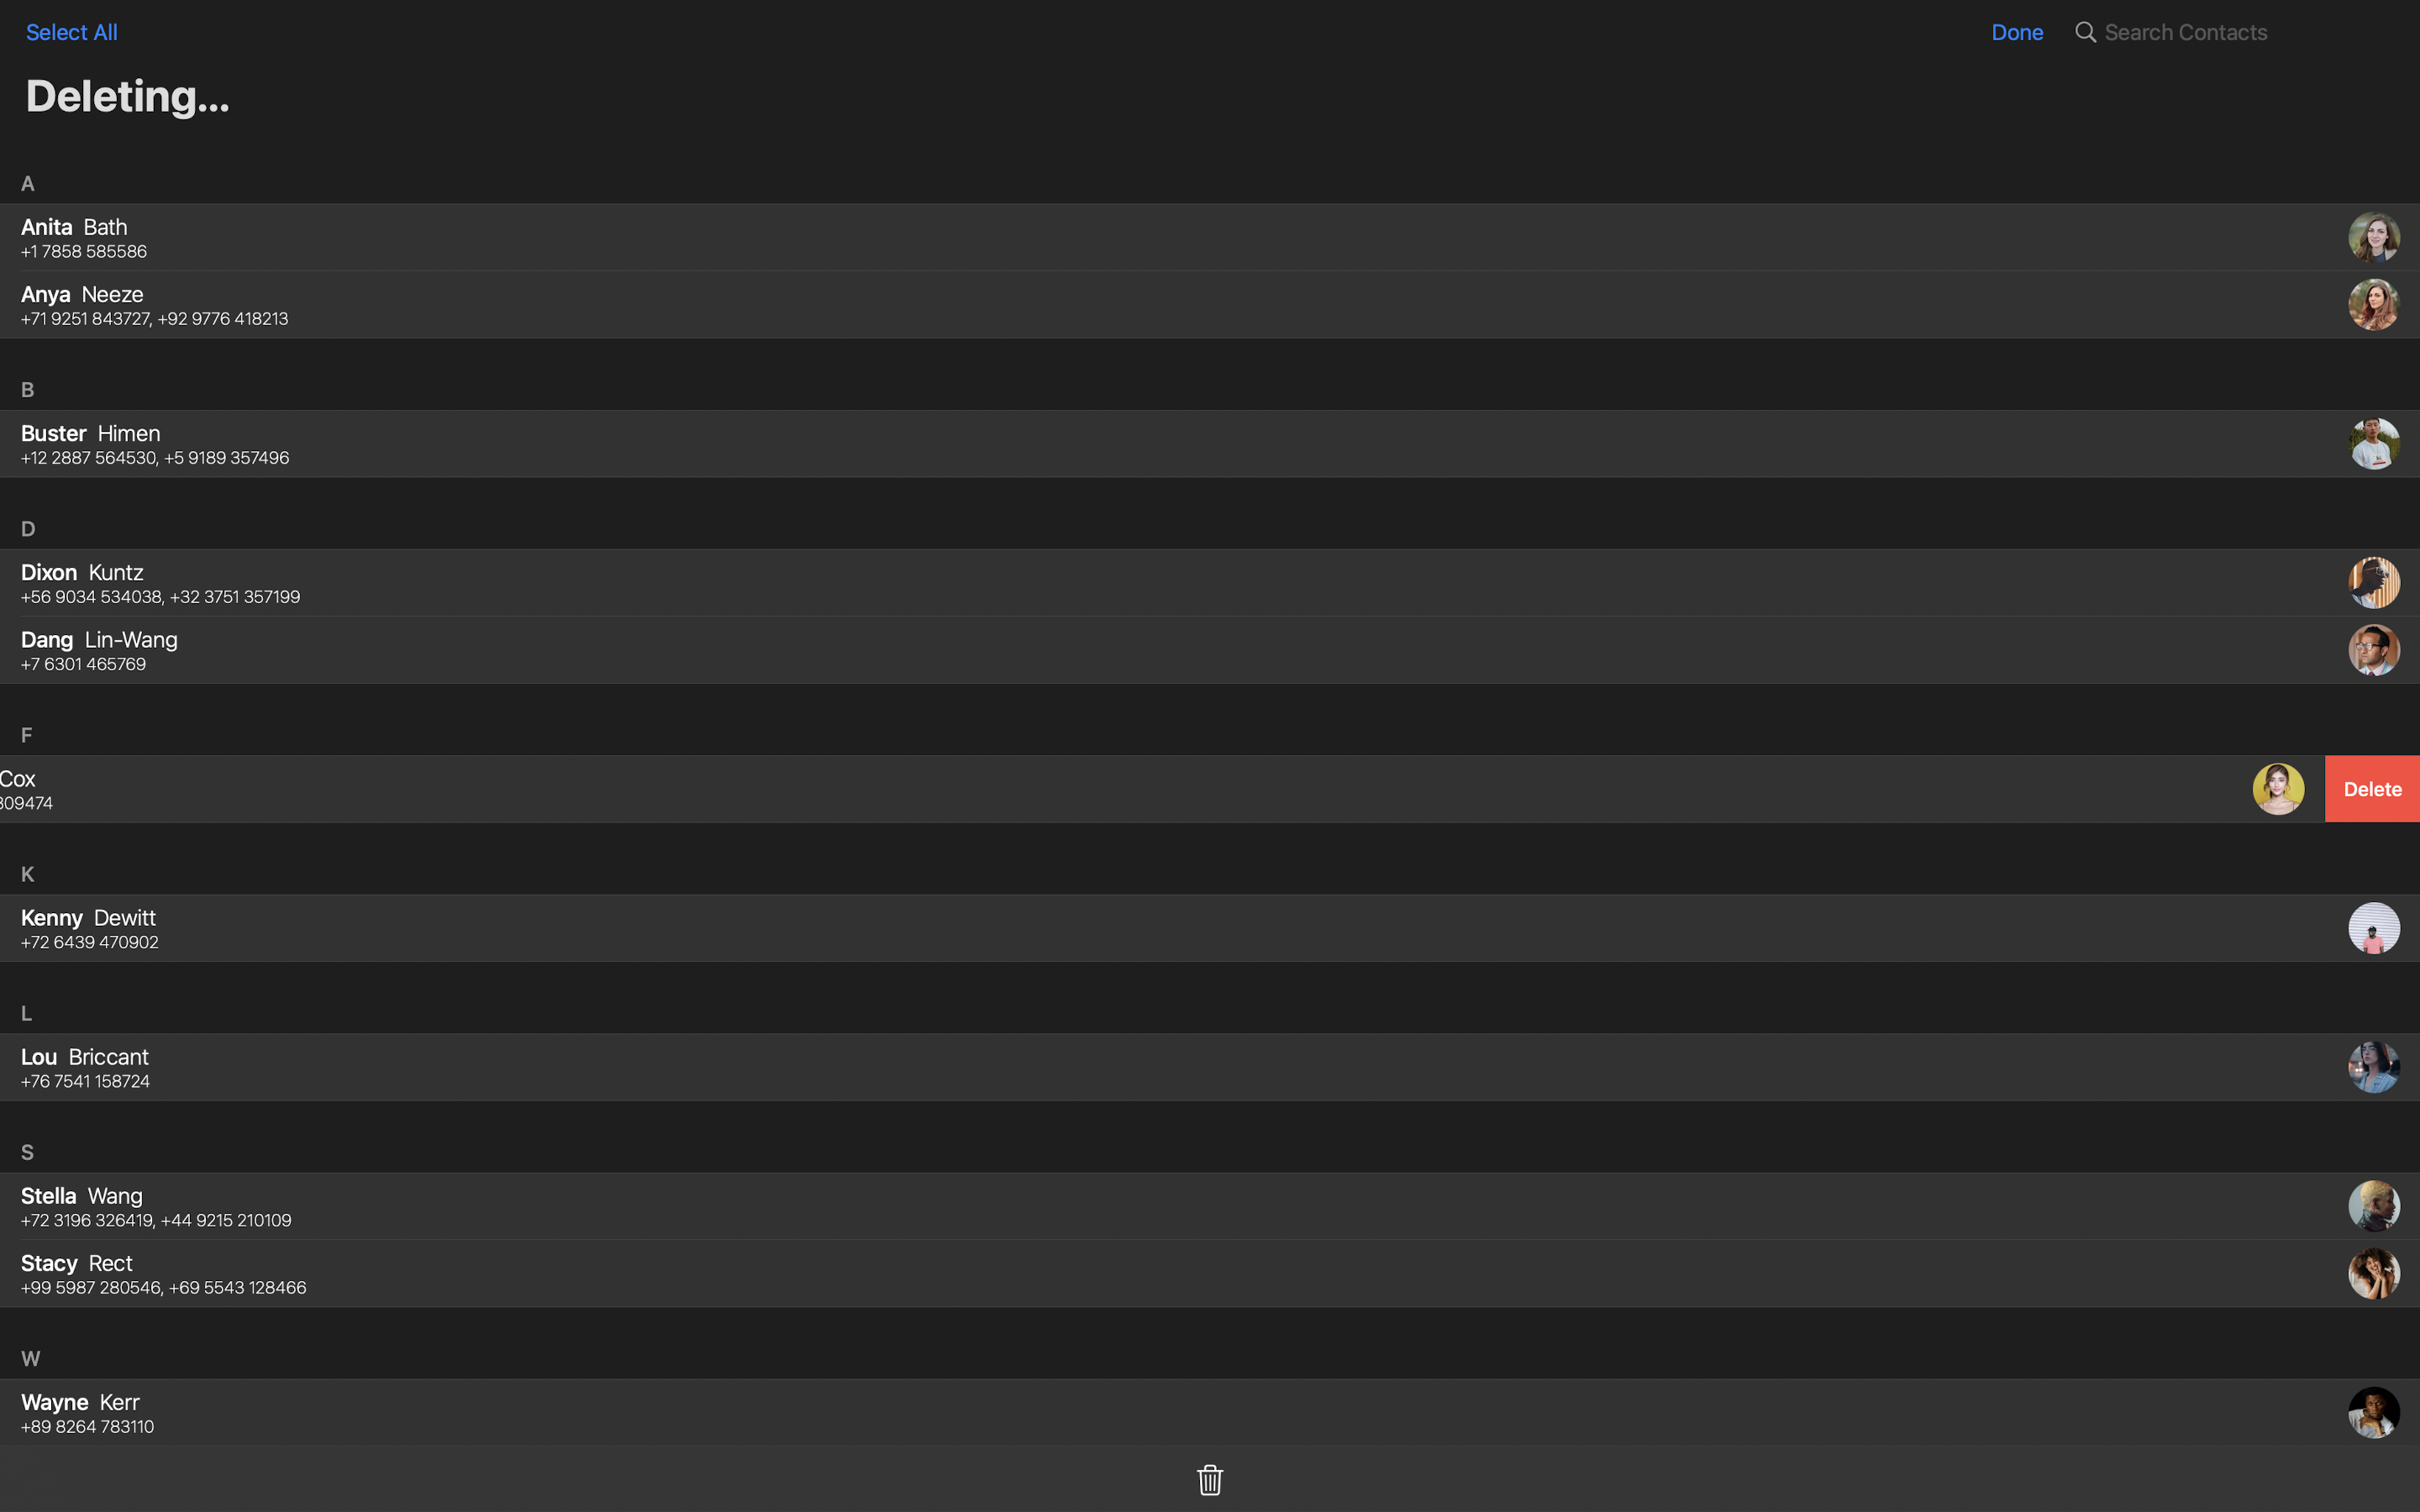 Select All
Done
Search Contacts
Deleting...
A
Anita Bath
+1 7858 585586
Anya Neeze
+71 9251 843727, +92 9776 418213
B
Buster Himen
+12 2887 564530, +5 9189 357496
D
Dixon Kuntz
+56 9034 534038, +32 3751 357199
Dang Lin-Wang
+7 6301 465769
F
Cox
309474
Delete
K
Kenny Dewitt
+72 6439 470902
L
Lou Briccant
+76 7541 158724
S
Stella Wang
+72 3196 326419, +44 9215 210109
Stacy Rect
+99 5987 280546, +69 5543 128466
W
Wayne Kerr
+89 8264 783110